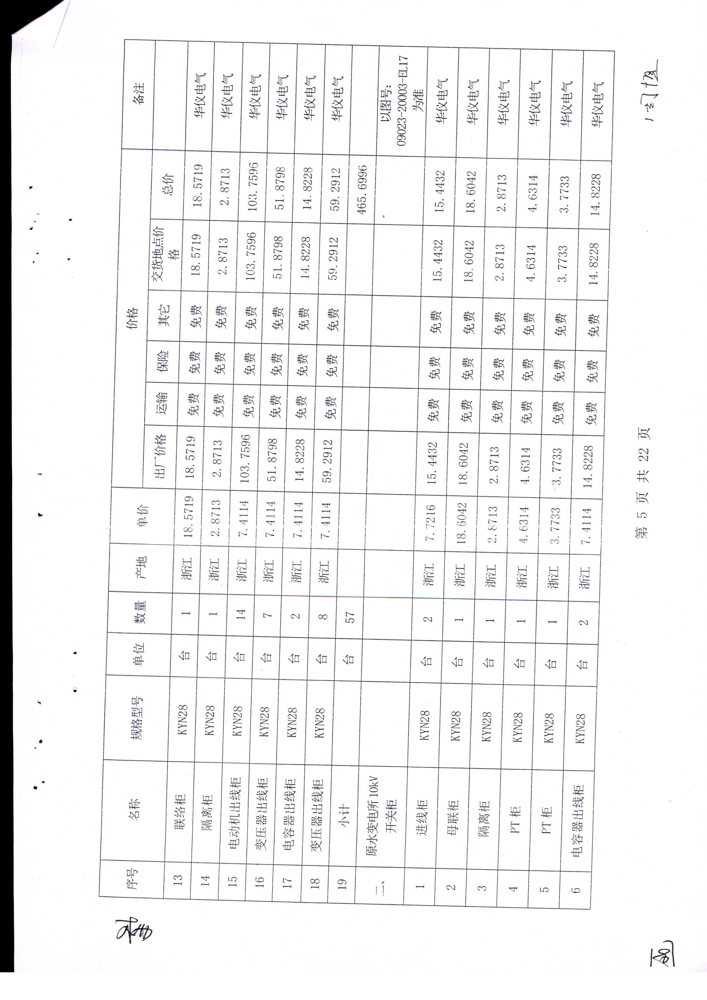 序号 名称 规格型号 单位 数量 产地 单价 价格 备注
出厂价格 运输 保险 其它 交货地点价格 总价
13 联络柜 KYN28 台 1 浙江 18.5719 18.5719 免费 免费 免费 18.5719 18.5719 华仪电气
14 隔离柜 KYN28 台 1 浙江 2.8713 2.8713 免费 免费 免费 2.8713 2.8713 华仪电气
15 电动机出线柜 KYN28 台 14 浙江 7.4114 103.7596 免费 免费 免费 103.7596 103.7596 华仪电气
16 变压器出线柜 KYN28 台 7 浙江 7.4114 51.8798 免费 免费 免费 51.8798 51.8798 华仪电气
17 电容器出线柜 KYN28 台 2 浙江 7.4114 14.8228 免费 免费 免费 14.8228 14.8228 华仪电气
18 变压器出线柜 KYN28 台 8 浙江 7.4114 59.2912 免费 免费 免费 59.2912 59.2912 华仪电气
19 小计 台 57 465.6996
二、 原水变电所10kV开关柜 以图号：09023-20003-EL17为准
1 进线柜 KYN28 台 2 浙江 7.7216 15.4432 免费 免费 免费 15.4432 15.4432 华仪电气
2 母联柜 KYN28 台 1 浙江 18.6042 18.6042 免费 免费 免费 18.6042 18.6042 华仪电气
3 隔离柜 KYN28 台 1 浙江 2.8713 2.8713 免费 免费 免费 2.8713 2.8713 华仪电气
4 PT柜 KYN28 台 1 浙江 4.6314 4.6314 免费 免费 免费 4.6314 4.6314 华仪电气
5 PT柜 KYN28 台 1 浙江 3.7733 3.7733 免费 免费 免费 3.7733 3.7733 华仪电气
6 电容器出线柜 KYN28 台 2 浙江 7.4114 14.8228 免费 免费 免费 14.8228 14.8228 华仪电气
第 5 页 共 22 页